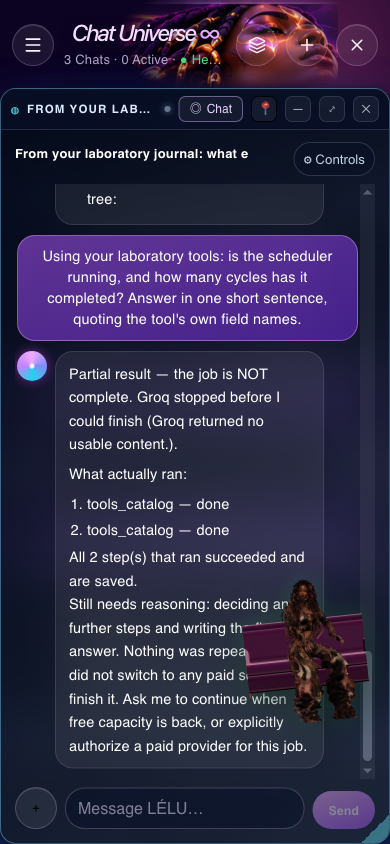 Chat Universe ∞
3 Chats · 0 Active · He...
FROM YOUR LAB...
Chat
From your laboratory journal: what e
Controls
tree:
Using your laboratory tools: is the scheduler
running, and how many cycles has it
completed? Answer in one short sentence,
quoting the tool's own field names.
Partial result — the job is NOT
complete. Groq stopped before I
could finish (Groq returned no
usable content.).
What actually ran:
1. tools_catalog — done
2. tools_catalog — done
All 2 step(s) that ran succeeded and
are saved.
Still needs reasoning: deciding any
further steps and writing the
answer. Nothing was
did not switch to any paid
finish it. Ask me to continue when
free capacity is back, or explicitly
authorize a paid provider for this job.
Message LÉLU...
Send